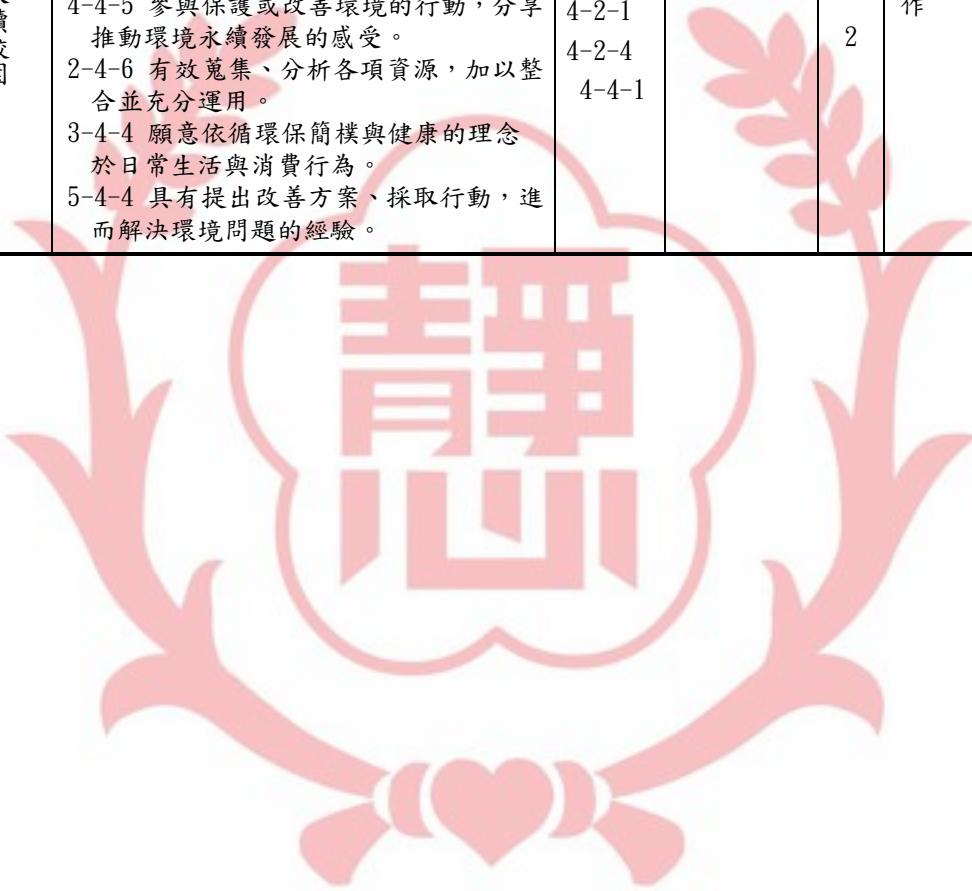 續
校
園
4-4-5 參與保護或改善環境的行動，分享
推動環境永續發展的感受。
2-4-6 有效蒐集、分析各項資源，加以整
合並充分運用。
3-4-4 願意依循環保簡樸與健康的理念
於日常生活與消費行為。
5-4-4 具有提出改善方案、採取行動，進
而解決環境問題的經驗。
4-2-1
4-2-4
4-4-1
2
作
靜思